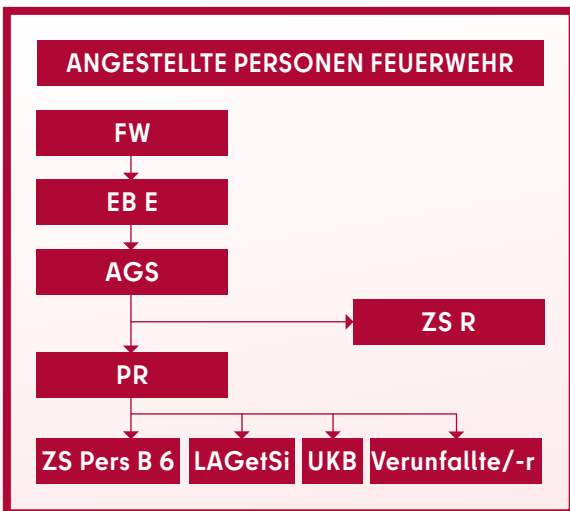 ANGESTELLTE PERSONEN FEUERWEHR
FW
EB E
AGS
ZS R
PR
ZS Pers B 6
LAGetSi
UKB
Verunfallte/-r